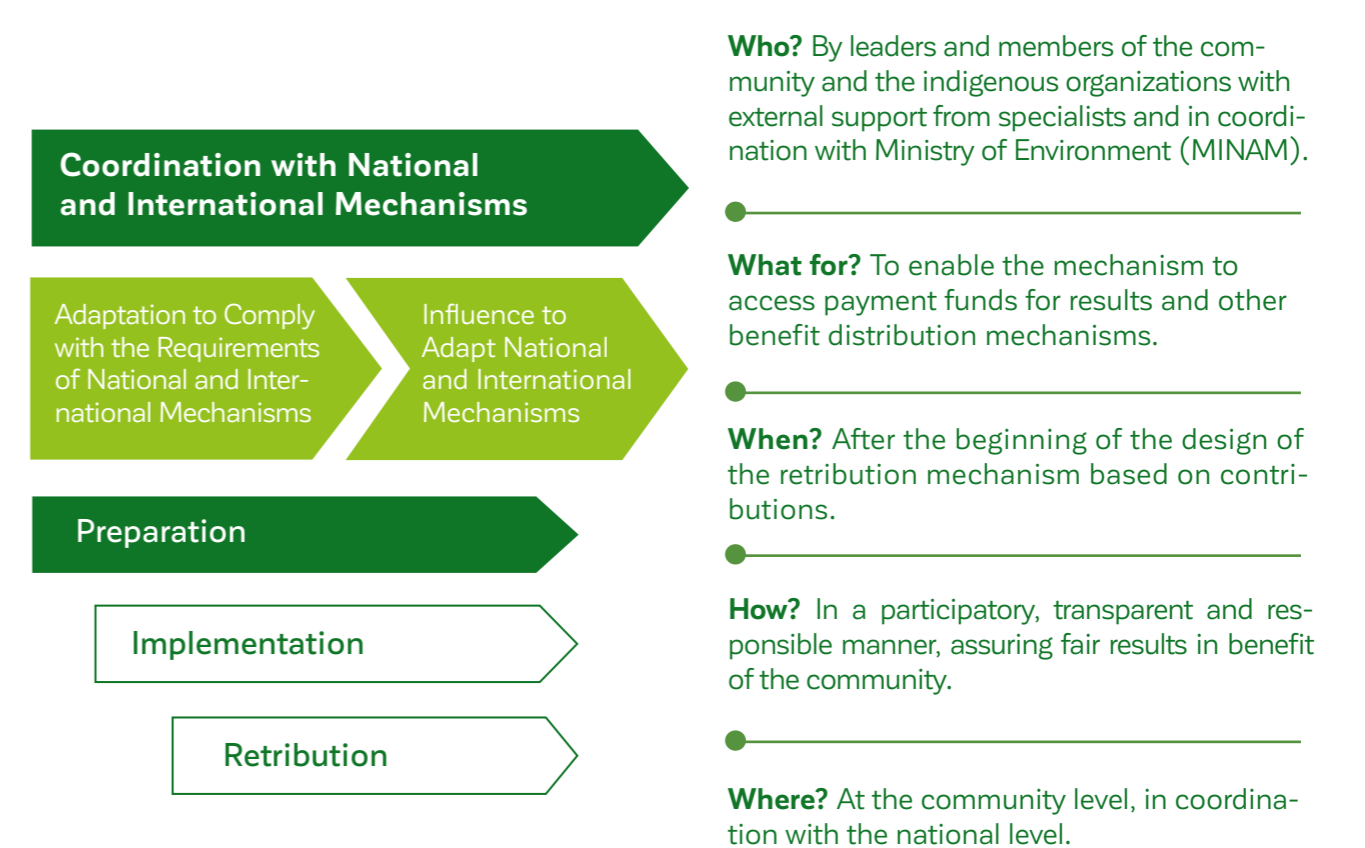 Coordination with National
and International Mechanisms
Adaptation to Comply
with the Requirements
of National and Inter-
national Mechanisms
Influence to
Adapt National
and International
Mechanisms
Preparation
Implementation
Retribution
Who? By leaders and members of the com-
munity and the indigenous organizations with
external support from specialists and in coordi-
nation with Ministry of Environment (MINAM).
What for? To enable the mechanism to
access payment funds for results and other
benefit distribution mechanisms.
When? After the beginning of the design of
the retribution mechanism based on contri-
butions.
How? In a participatory, transparent and res-
ponsible manner, assuring fair results in benefit
of the community.
Where? At the community level, in coordina-
tion with the national level.